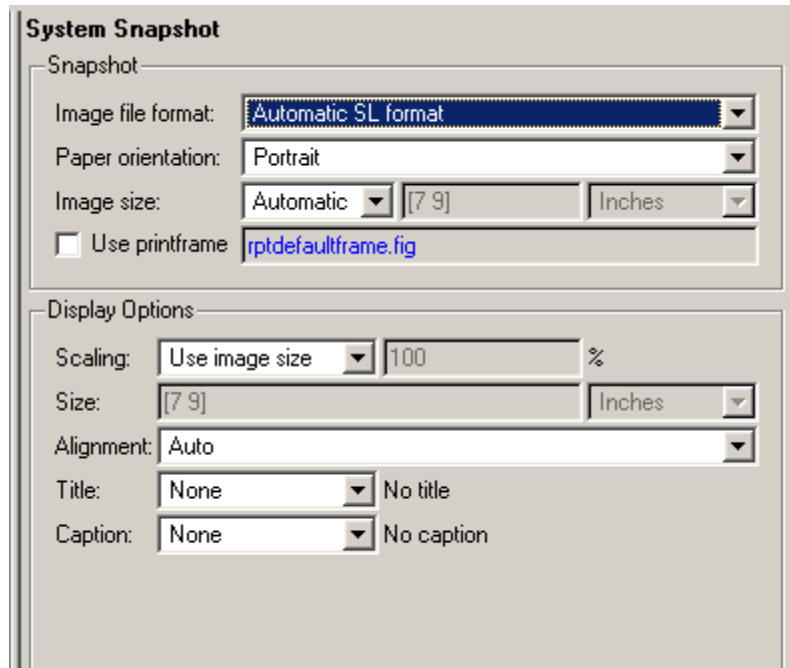 System Snapshot
Snapshot
Image file format: Automatic SL format
Paper orientation: Portrait
Image size: Automatic [7 9] Inches
Use printframe rptdefaultframe.fig
Display Options
Scaling: Use image size 100 %
Size: [7 9] Inches
Alignment: Auto
Title: None No title
Caption: None No caption